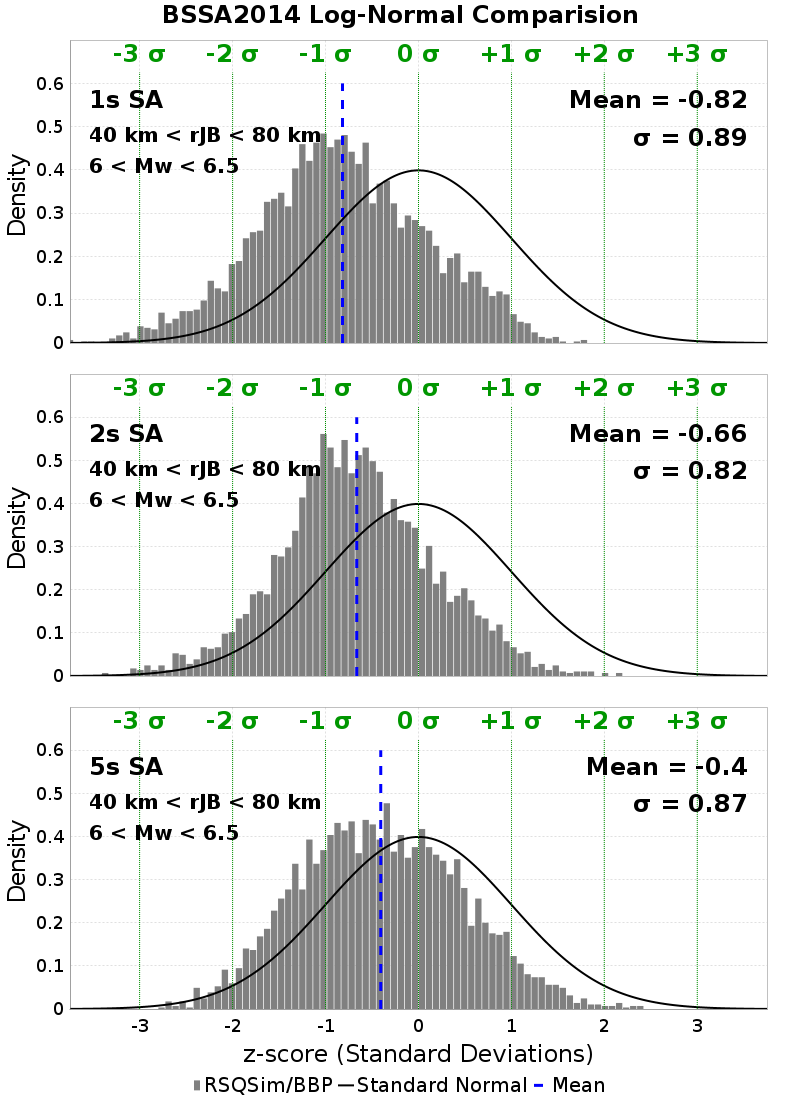 BSSA2014 Log-Normal Comparision
-3 σ -2 σ -1 σ 0 σ +1 σ +2 σ +3 σ
1s SA
Mean = -0.82
40 km < rJB < 80 km
σ = 0.89
6 < Mw < 6.5
Density
0.6
0.5
0.4
0.3
0.2
0.1
0
-3 σ -2 σ -1 σ 0 σ +1 σ +2 σ +3 σ
2s SA
Mean = -0.66
40 km < rJB < 80 km
σ = 0.82
6 < Mw < 6.5
Density
0.6
0.5
0.4
0.3
0.2
0.1
0
-3 σ -2 σ -1 σ 0 σ +1 σ +2 σ +3 σ
5s SA
Mean = -0.4
40 km < rJB < 80 km
σ = 0.87
6 < Mw < 6.5
Density
0.6
0.5
0.4
0.3
0.2
0.1
0
-3 -2 -1 0 1 2 3
z-score (Standard Deviations)
RSQSim/BBP Standard Normal Mean